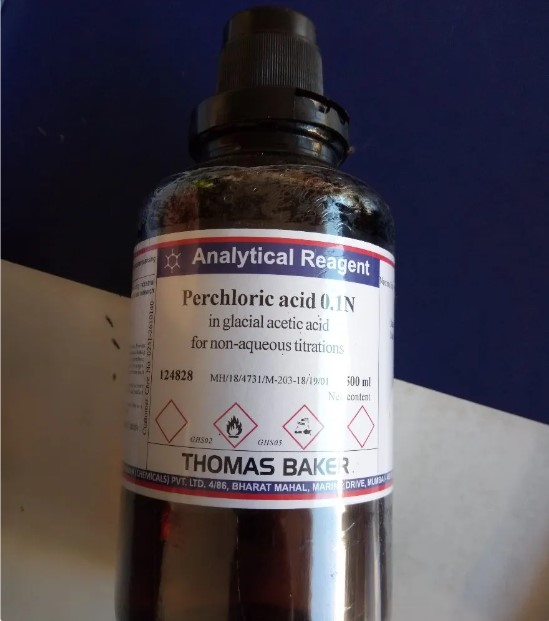 Analytical Reagent
Perchloric acid 0.1N
in glacial acetic acid
for non-aqueous titrations
124828 MH/18/4731/M-203-18/19/01 500 ml
Net content
GHS02 GHS05
THOMAS BAKER
CHEMICALS) PVT. LTD. 4/86, BHARAT MAHAL, MARINE DRIVE, MUMBAI